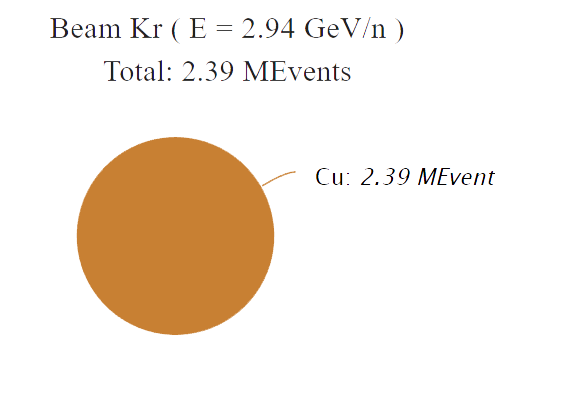 Beam Kr ( E = 2.94 GeV/n )
Total: 2.39 MEvents
Cu: 2.39 MEvent